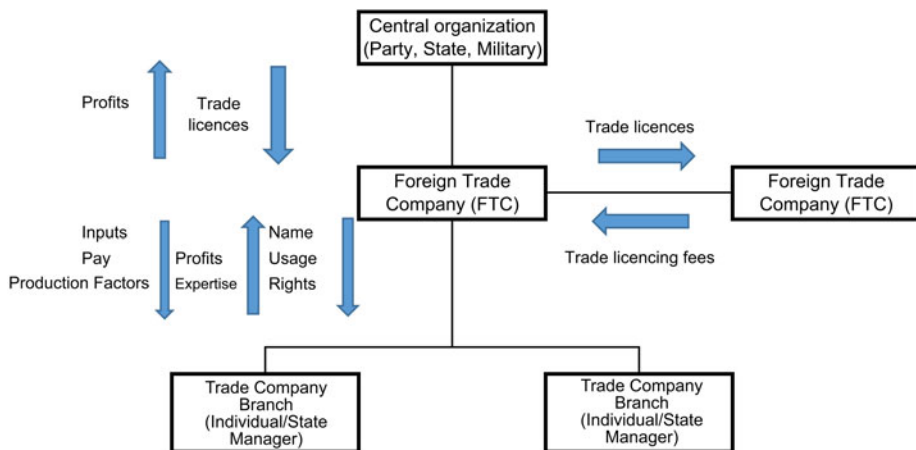 Central organization
(Party, State, Military)
Profits
Trade
licences
Trade licences
Foreign Trade
Company (FTC)
Foreign Trade
Company (FTC)
Trade licencing fees
Inputs
Pay
Production Factors
Profits
Expertise
Name
Usage
Rights
Trade Company
Branch
(Individual/State
Manager)
Trade Company
Branch
(Individual/State
Manager)